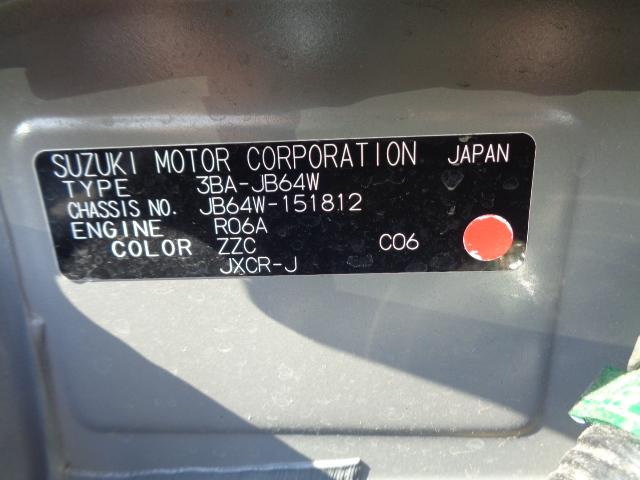 SUZUKI MOTOR CORPORATION JAPAN
TYPE 3BA-JB64W
CHASSIS NO. JB64W-151812
ENGINE R06A
COLOR ZZC C06
JXCR-J